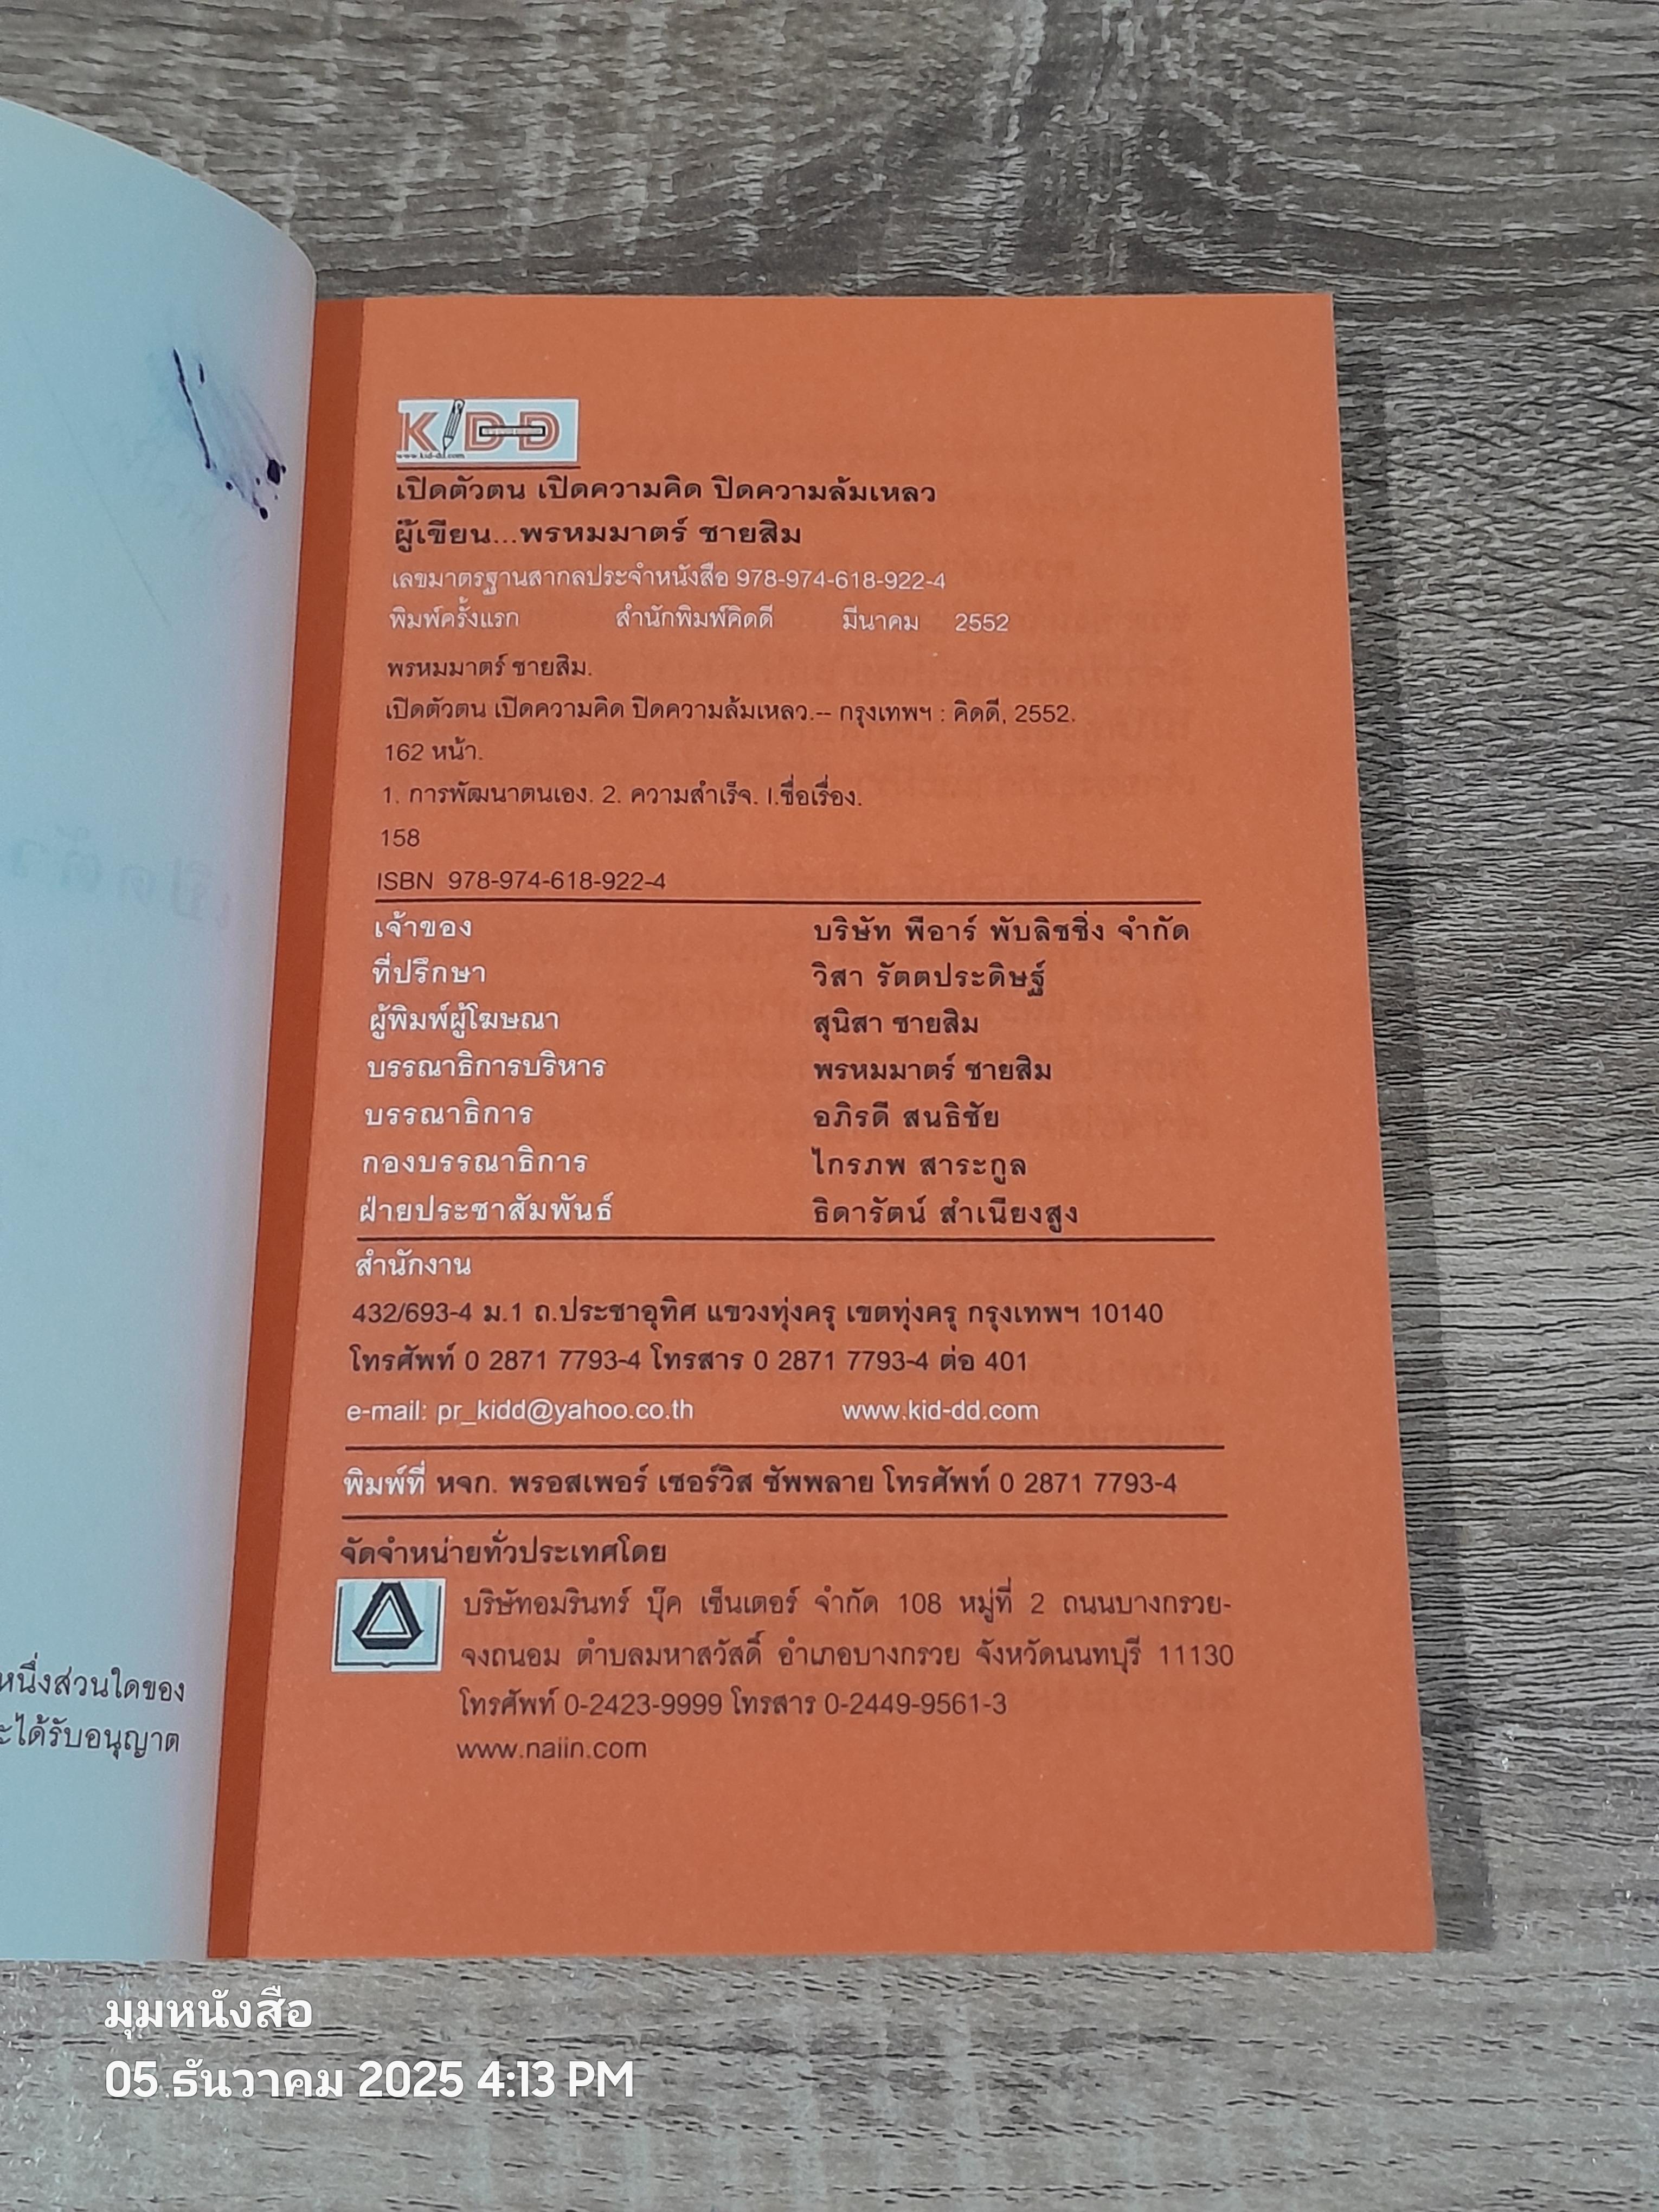 KIDD
www.kid-dd.com
เปิดตัวตน เปิดความคิด ปิดความล้มเหลว
ผู้เขียน...พรหมมาตร์ ชายสิม
เลขมาตรฐานสากลประจำหนังสือ 978-974-618-922-4
พิมพ์ครั้งแรก สำนักพิมพ์คิดดี มีนาคม 2552
พรหมมาตร์ ชายสิม.
เปิดตัวตน เปิดความคิด ปิดความล้มเหลว.-- กรุงเทพฯ : คิดดี, 2552.
162 หน้า.
1. การพัฒนาตนเอง. 2. ความสำเร็จ. I.ชื่อเรื่อง.
158
ISBN 978-974-618-922-4
เจ้าของ บริษัท พีอาร์ พับลิชชิ่ง จำกัด
ที่ปรึกษา วิสา รัตตประดิษฐ์
ผู้พิมพ์ผู้โฆษณา สุนิสา ชายสิม
บรรณาธิการบริหาร พรหมมาตร์ ชายสิม
บรรณาธิการ อภิรดี สนธิชัย
กองบรรณาธิการ ไกรภพ สาระกูล
ฝ่ายประชาสัมพันธ์ ธิดารัตน์ สำเนียงสูง
สำนักงาน
432/693-4 ม.1 ถ.ประชาอุทิศ แขวงทุ่งครุ เขตทุ่งครุ กรุงเทพฯ 10140
โทรศัพท์ 0 2871 7793-4 โทรสาร 0 2871 7793-4 ต่อ 401
e-mail: pr_kidd@yahoo.co.th www.kid-dd.com
พิมพ์ที่ หจก. พรอสเพอร์ เซอร์วิส ซัพพลาย โทรศัพท์ 0 2871 7793-4
จัดจำหน่ายทั่วประเทศโดย
บริษัทอมรินทร์ บุ๊ค เซ็นเตอร์ จำกัด 108 หมู่ที่ 2 ถนนบางกรวย-
จงถนอม ตำบลมหาสวัสดิ์ อำเภอบางกรวย จังหวัดนนทบุรี 11130
โทรศัพท์ 0-2423-9999 โทรสาร 0-2449-9561-3
www.naiin.com
หนึ่งส่วนใดของ
ะได้รับอนุญาต
มุมหนังสือ
05 ธันวาคม 2025 4:13 PM